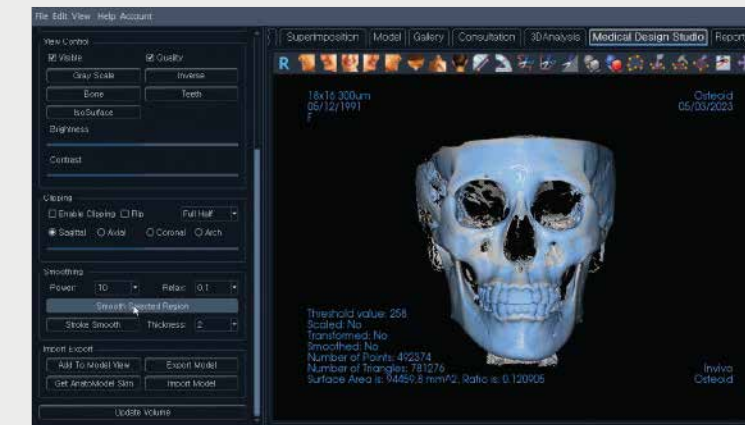 File Edit View Help Account
View Control
Visible Quality
Gray Scale Inverse
Bone Teeth
IsoSurface
Brightness
Contrast
Clipping
Enable Clipping Flip Full Half
Sagittal Axial Coronal Arch
Smoothing
Power: 10 Relax: 0.1
Smooth Selected Region
Stroke Smooth Thickness: 2
Import Export
Add To Model View Export Model
Get AnatoModel Skin Import Model
Update Volume
Superimposition Model Gallery Consultation 3DAnalysis Medical Design Studio Report
R
18x16 300um
05/12/1991
F
Osteoid
05/03/2023
Threshold value: 258
Scaled: No
Transformed: No
Smoothed: No
Number of Points: 492374
Number of Triangles: 781276
Surface Area is: 94459,8 mm^2, Ratio is: 0.120905
Invivo
Osteoid